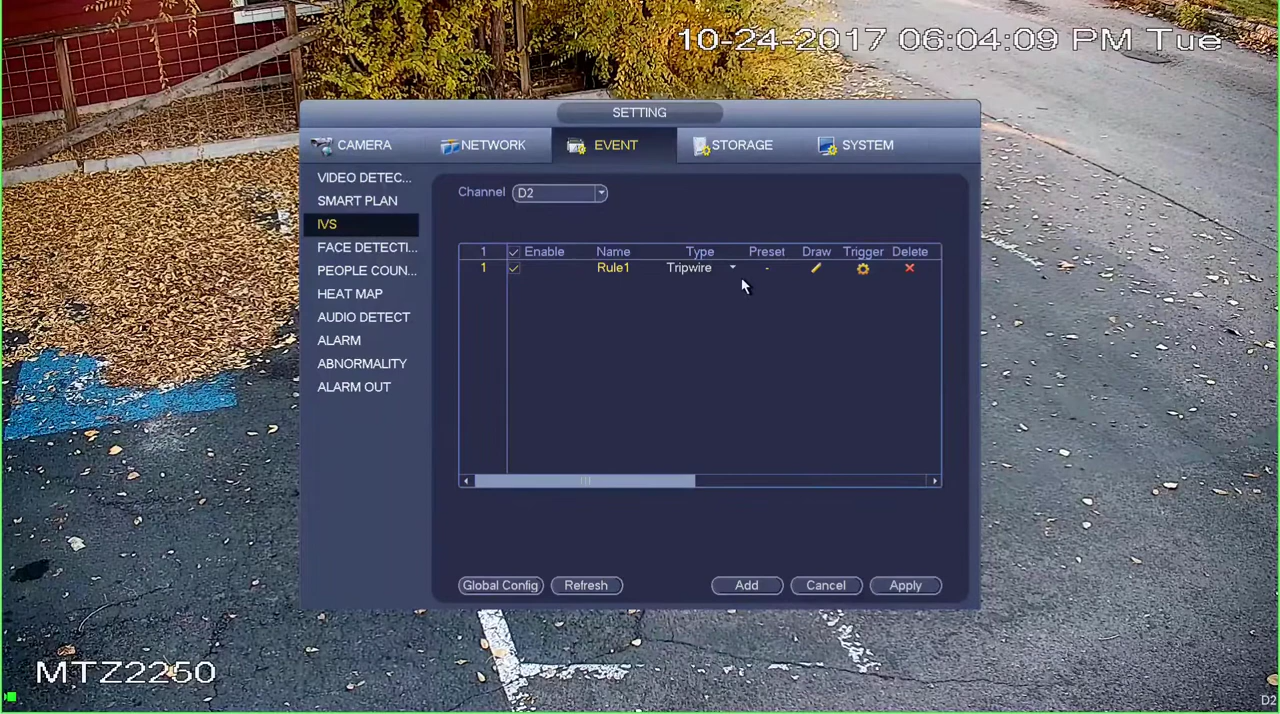 10-24-2017 06:04:09 PM Tue
SETTING
CAMERA NETWORK EVENT STORAGE SYSTEM
VIDEO DETEC...
SMART PLAN
IVS
FACE DETECTI...
PEOPLE COUN...
HEAT MAP
AUDIO DETECT
ALARM
ABNORMALITY
ALARM OUT
Channel D2
1 Enable Name Type Preset Draw Trigger Delete
1 Rule1 Tripwire -
Global Config Refresh Add Cancel Apply
MTZ2250
D2